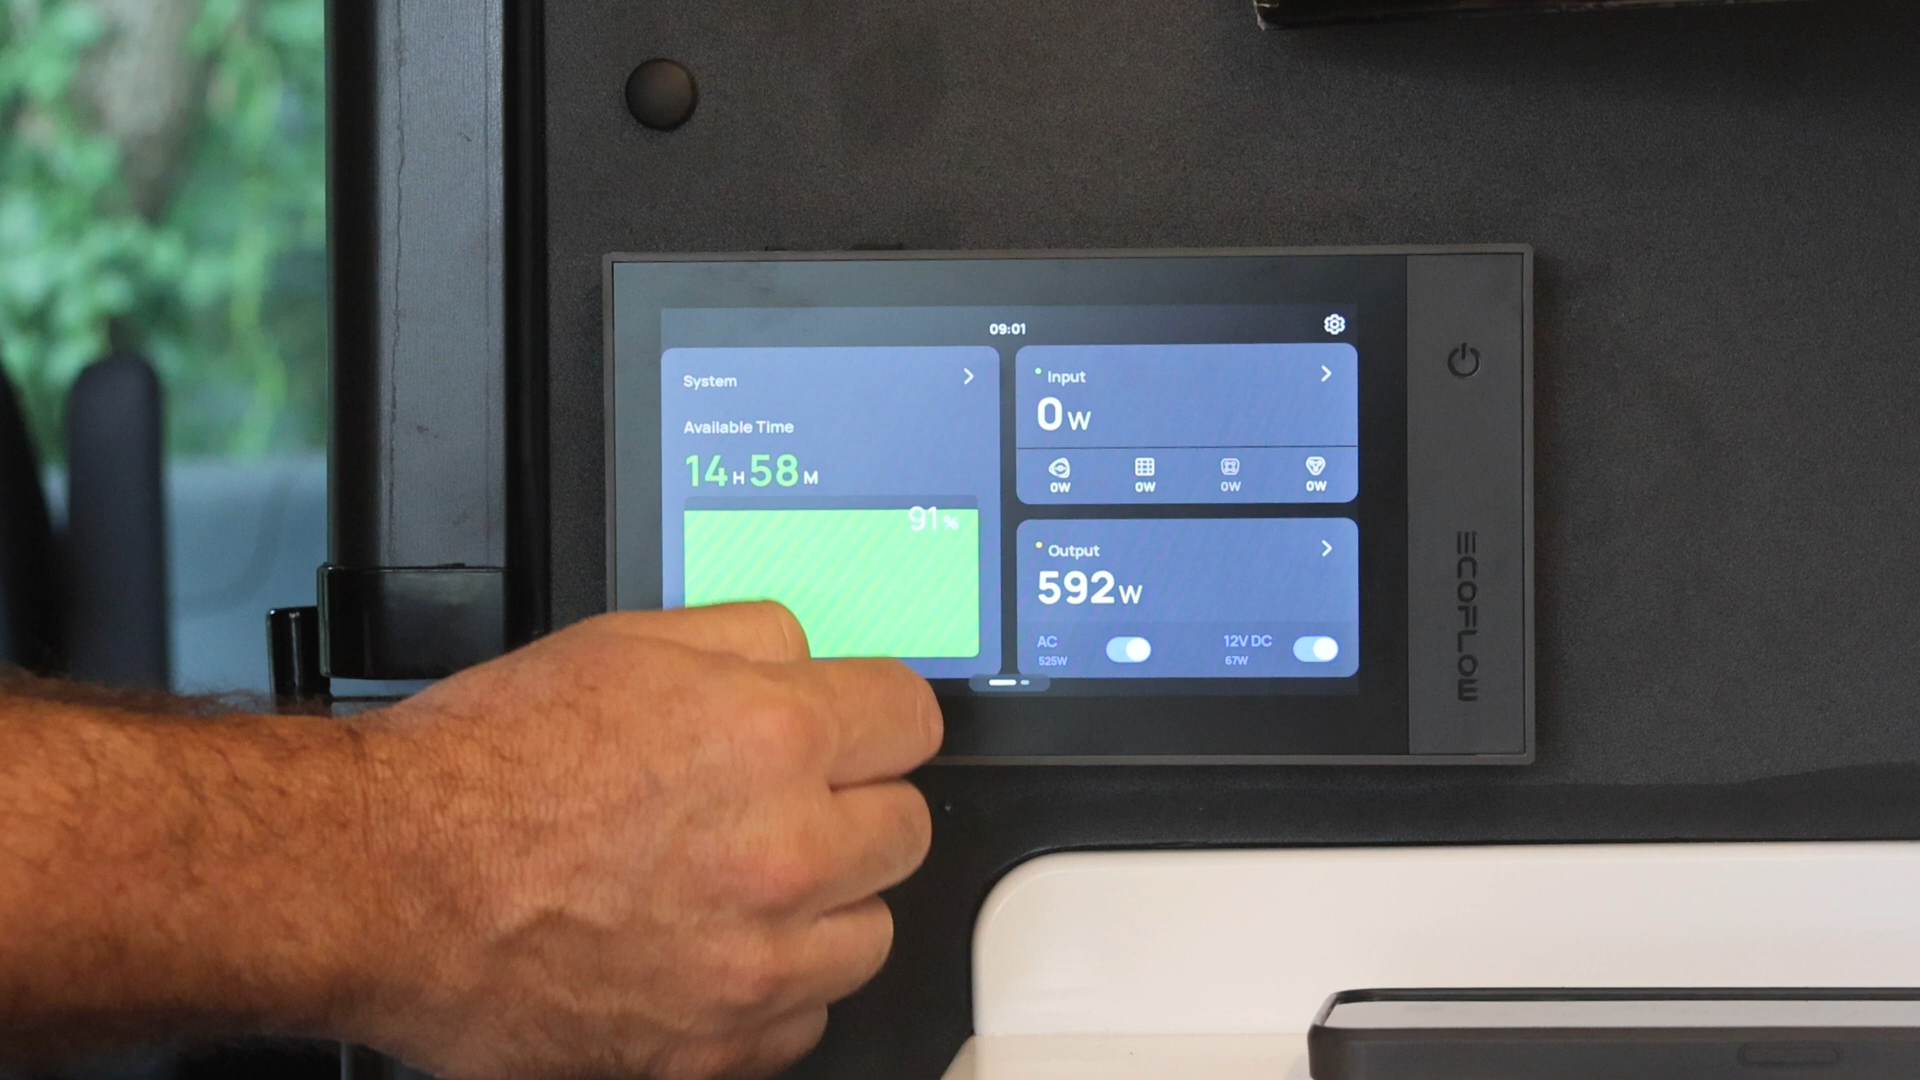 09:01
System
Available Time
14 H 58 M
91 %
Input
0 W
0W 0W 0W 0W
Output
592 W
AC 12V DC
525W 67W
ECOFLOW